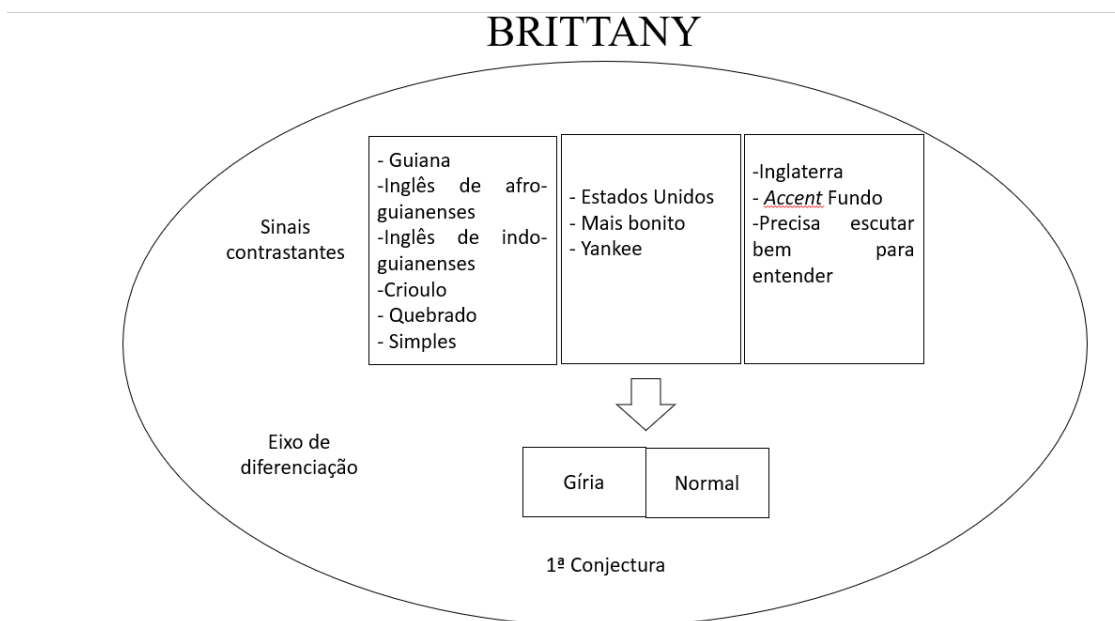 BRITTANY
Sinais
contrastantes
- Guiana
-Inglês de afro-
guianenses
-Inglês de indo-
guianenses
-Crioulo
- Quebrado
- Simples
- Estados Unidos
- Mais bonito
- Yankee
-Inglaterra
- Accent Fundo
-Precisa escutar
bem para
entender
Eixo de
diferenciação
Gíria
Normal
1ª Conjectura